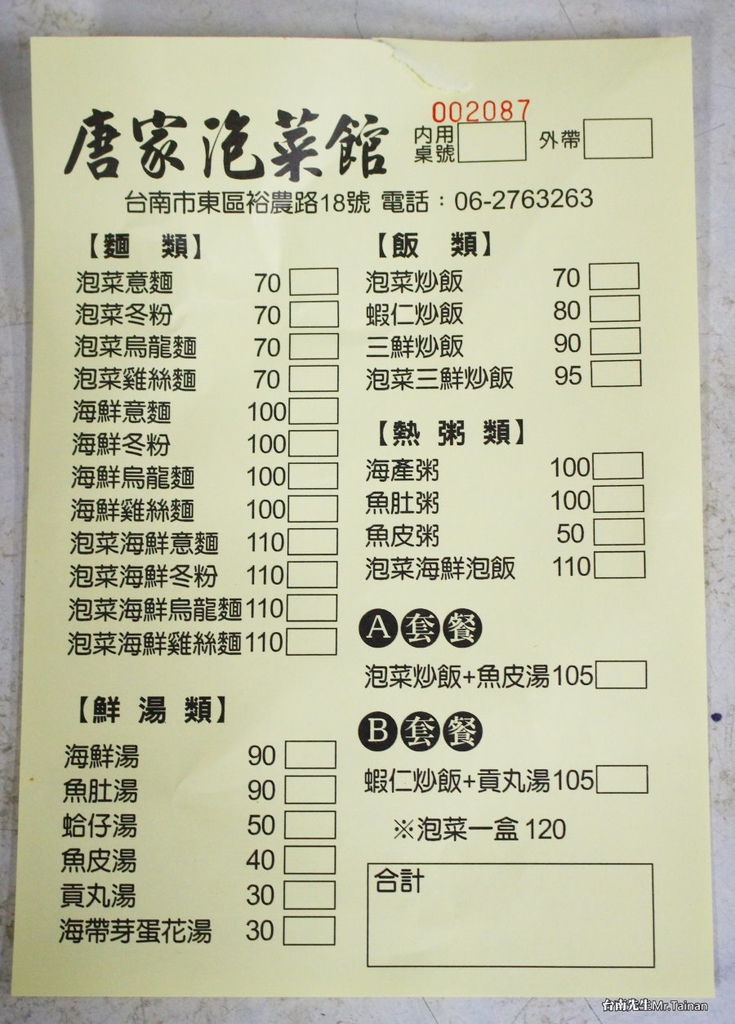 002087
唐家泡菜館
內用桌號
外帶
台南市東區裕農路18號 電話：06-2763263
【麵 類】
泡菜意麵 70
泡菜冬粉 70
泡菜烏龍麵 70
泡菜雞絲麵 70
海鮮意麵 100
海鮮冬粉 100
海鮮烏龍麵 100
海鮮雞絲麵 100
泡菜海鮮意麵 110
泡菜海鮮冬粉 110
泡菜海鮮烏龍麵 110
泡菜海鮮雞絲麵 110
【鮮 湯 類】
海鮮湯 90
魚肚湯 90
蛤仔湯 50
魚皮湯 40
貢丸湯 30
海帶芽蛋花湯 30
【飯 類】
泡菜炒飯 70
蝦仁炒飯 80
三鮮炒飯 90
泡菜三鮮炒飯 95
【熱 粥 類】
海產粥 100
魚肚粥 100
魚皮粥 50
泡菜海鮮泡飯 110
A套餐
泡菜炒飯+魚皮湯 105
B套餐
蝦仁炒飯+貢丸湯 105
※泡菜一盒 120
合計
台南先生Mr.Tainan